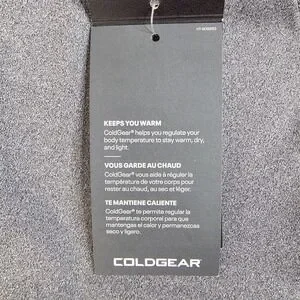 KEEPS YOU WARM
ColdGear® helps you regulate your
body temperature to stay warm, dry,
and light.
VOUS GARDE AU CHAUD
ColdGear® vous aide à réguler la
température de votre corps pour
rester au chaud, au sec et léger.
TE MANTIENE CALIENTE
ColdGear® te permita regular la
temperatura corporal para que
mantengas el calor y permanezcas
seco y ligero.
COLDGEAR®